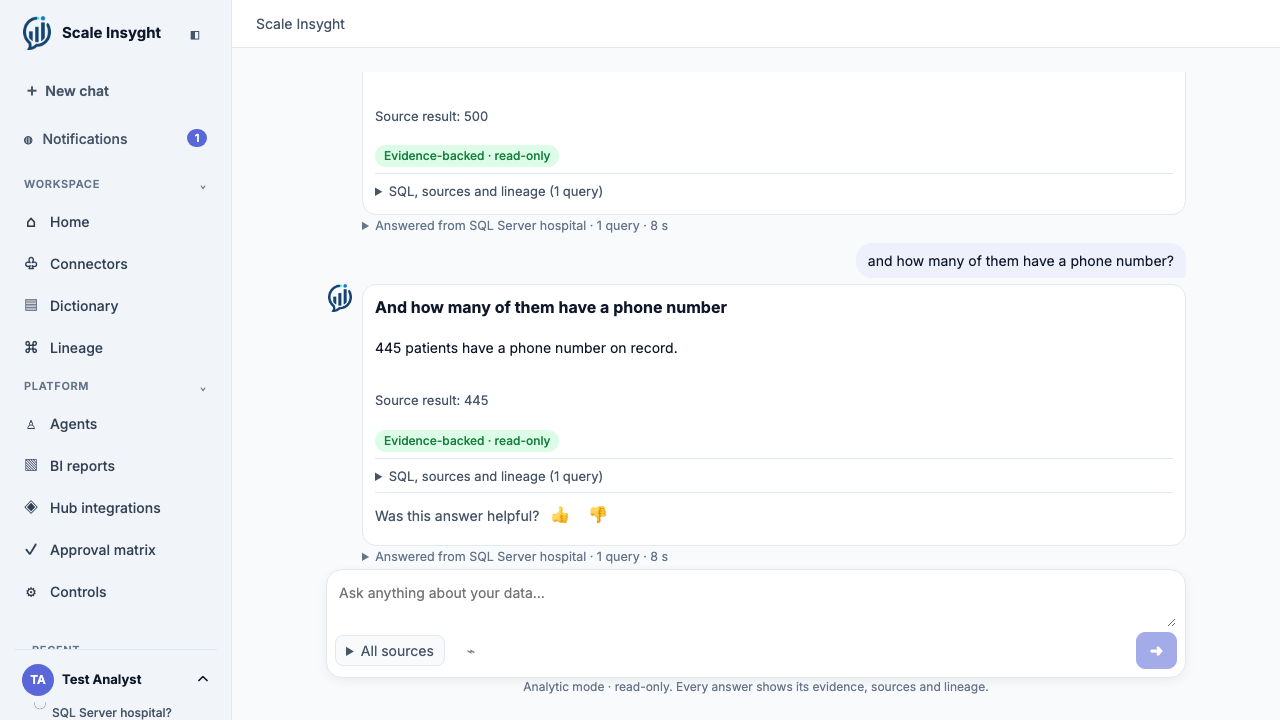 Scale Insyght
New chat
Notifications
1
WORKSPACE
Home
Connectors
Dictionary
Lineage
PLATFORM
Agents
BI reports
Hub integrations
Approval matrix
Controls
RECENT
TA
Test Analyst
SQL Server hospital?
Scale Insyght
Source result: 500
Evidence-backed · read-only
SQL, sources and lineage (1 query)
Answered from SQL Server hospital · 1 query · 8 s
and how many of them have a phone number?
And how many of them have a phone number
445 patients have a phone number on record.
Source result: 445
Evidence-backed · read-only
SQL, sources and lineage (1 query)
Was this answer helpful?
Answered from SQL Server hospital · 1 query · 8 s
Ask anything about your data...
All sources
Analytic mode · read-only. Every answer shows its evidence, sources and lineage.